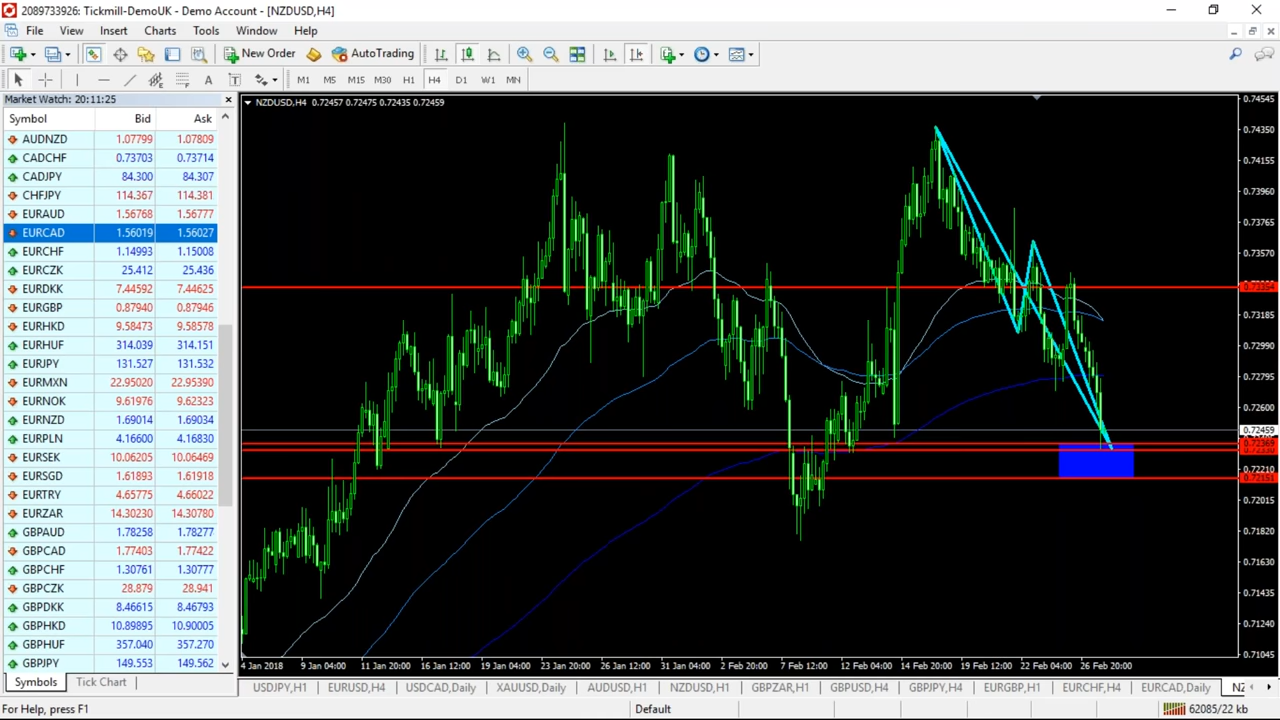 2089733926: Tickmill-DemoUK - Demo Account - [NZDUSD,H4]
File View Insert Charts Tools Window Help
New Order AutoTrading
M1 M5 M15 M30 H1 H4 D1 W1 MN
Market Watch: 20:11:25
Symbol Bid Ask
AUDNZD 1.07799 1.07809
CADCHF 0.73703 0.73714
CADJPY 84.300 84.307
CHFJPY 114.367 114.381
EURAUD 1.56768 1.56777
EURCAD 1.56019 1.56027
EURCHF 1.14993 1.15008
EURCZK 25.412 25.436
EURDKK 7.44592 7.44625
EURGBP 0.87940 0.87946
EURHKD 9.58473 9.58578
EURHUF 314.039 314.151
EURJPY 131.527 131.532
EURMXN 22.95020 22.95390
EURNOK 9.61976 9.62323
EURNZD 1.69014 1.69034
EURPLN 4.16600 4.16830
EURSEK 10.06205 10.06469
EURSGD 1.61893 1.61918
EURTRY 4.65775 4.66022
EURZAR 14.30230 14.30780
GBPAUD 1.78258 1.78277
GBPCAD 1.77403 1.77422
GBPCHF 1.30761 1.30777
GBPCZK 28.879 28.941
GBPDKK 8.46613 8.46793
GBPHKD 10.89895 10.90005
GBPHUF 357.040 357.270
GBPJPY 149.553 149.562
Symbols Tick Chart
NZDUSD,H4 0.72457 0.72475 0.72435 0.72459
0.74545
0.74350
0.74155
0.73960
0.73765
0.73570
0.73185
0.72990
0.72795
0.72600
0.72459
0.72369
0.72210
0.72151
0.72015
0.71820
0.71630
0.71435
0.71240
0.71045
4 Jan 2018 9 Jan 04:00 11 Jan 20:00 16 Jan 12:00 19 Jan 04:00 23 Jan 20:00 26 Jan 12:00 31 Jan 04:00 2 Feb 20:00 7 Feb 12:00 12 Feb 04:00 14 Feb 20:00 19 Feb 12:00 22 Feb 04:00 26 Feb 20:00
USDJPY,H1 EURUSD,H4 USDCAD,Daily XAUUSD,Daily AUDUSD,H1 NZDUSD,H1 GBPZAR,H1 GBPUSD,H4 GBPJPY,H4 EURGBP,H1 EURCHF,H4 EURCAD,Daily NZ
For Help, press F1 Default 62085/22 kb